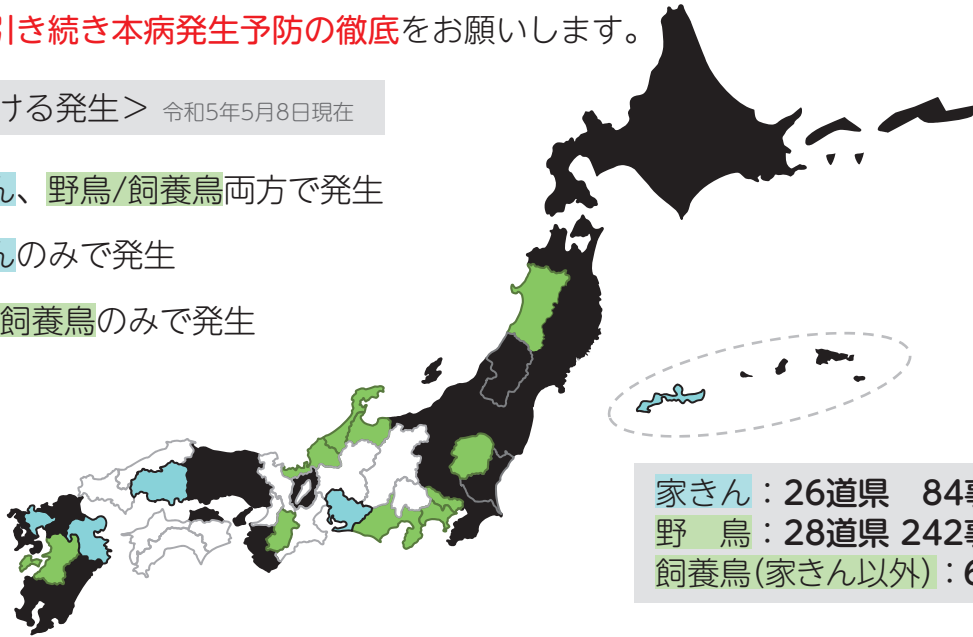 引き続き本病発生予防の徹底をお願いします。
ける発生＞ 令和5年5月8日現在
ん、野鳥/飼養鳥両方で発生
んのみで発生
飼養鳥のみで発生
家きん：26道県 84事
野 鳥：28道県 242事
飼養鳥(家きん以外)：6